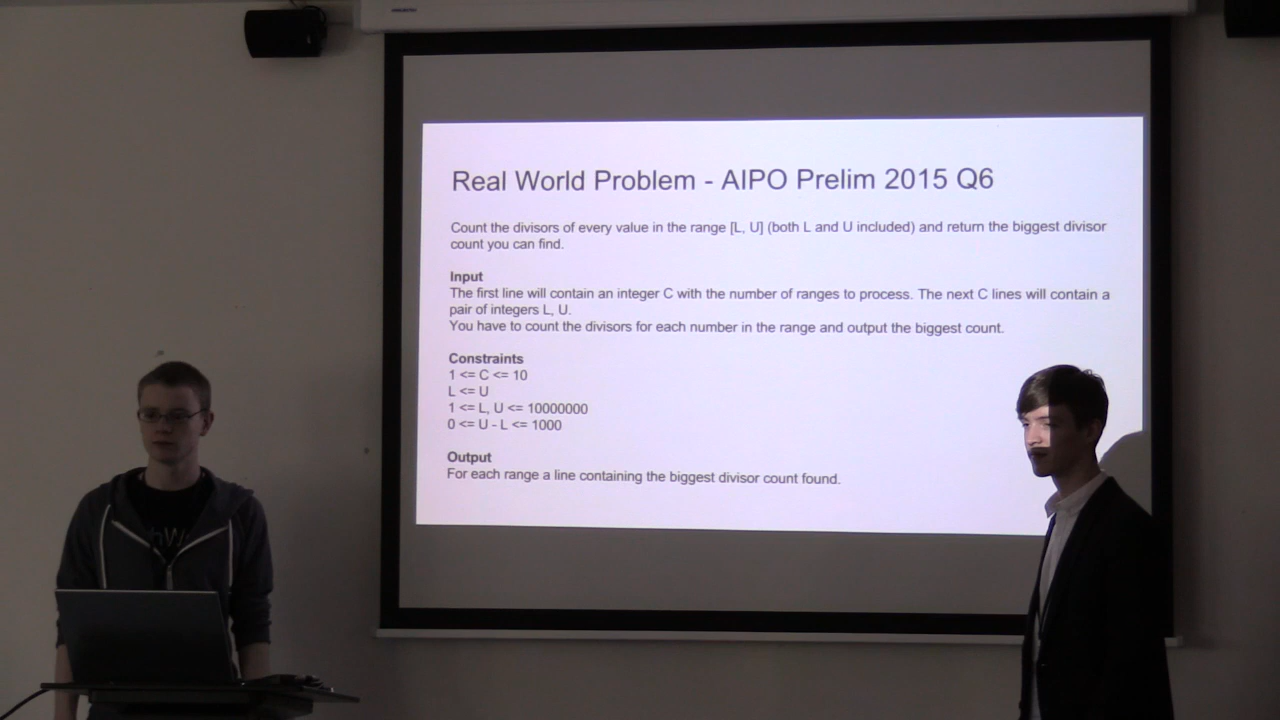 Real World Problem - AIPO Prelim 2015 Q6
Count the divisors of every value in the range [L, U] (both L and U included) and return the biggest divisor
count you can find.
Input
The first line will contain an integer C with the number of ranges to process. The next C lines will contain a
pair of integers L, U.
You have to count the divisors for each number in the range and output the biggest count.
Constraints
1 <= C <= 10
L <= U
1 <= L, U <= 10000000
0 <= U - L <= 1000
Output
For each range a line containing the biggest divisor count found.